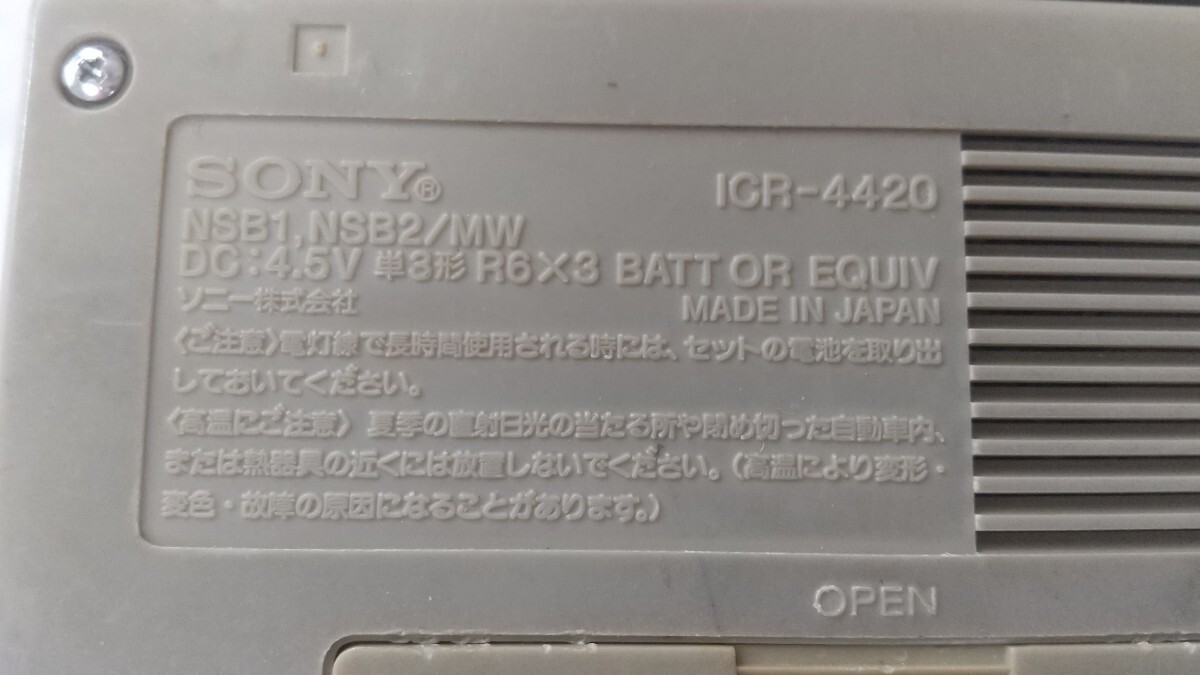 SONY® ICR-4420
NSB1, NSB2/MW
DC:4.5V 単3形 R6×3 BATT OR EQUIV
ソニー株式会社 MADE IN JAPAN
〈ご注意〉電灯線で長時間使用される時には、セットの電池を取り出
しておいてください。
〈高温にご注意〉夏季の直射日光の当たる所や閉め切った自動車内、
または熱器具の近くには放置しないでください。(高温により変形・
変色・故障の原因になることがあります。)
OPEN